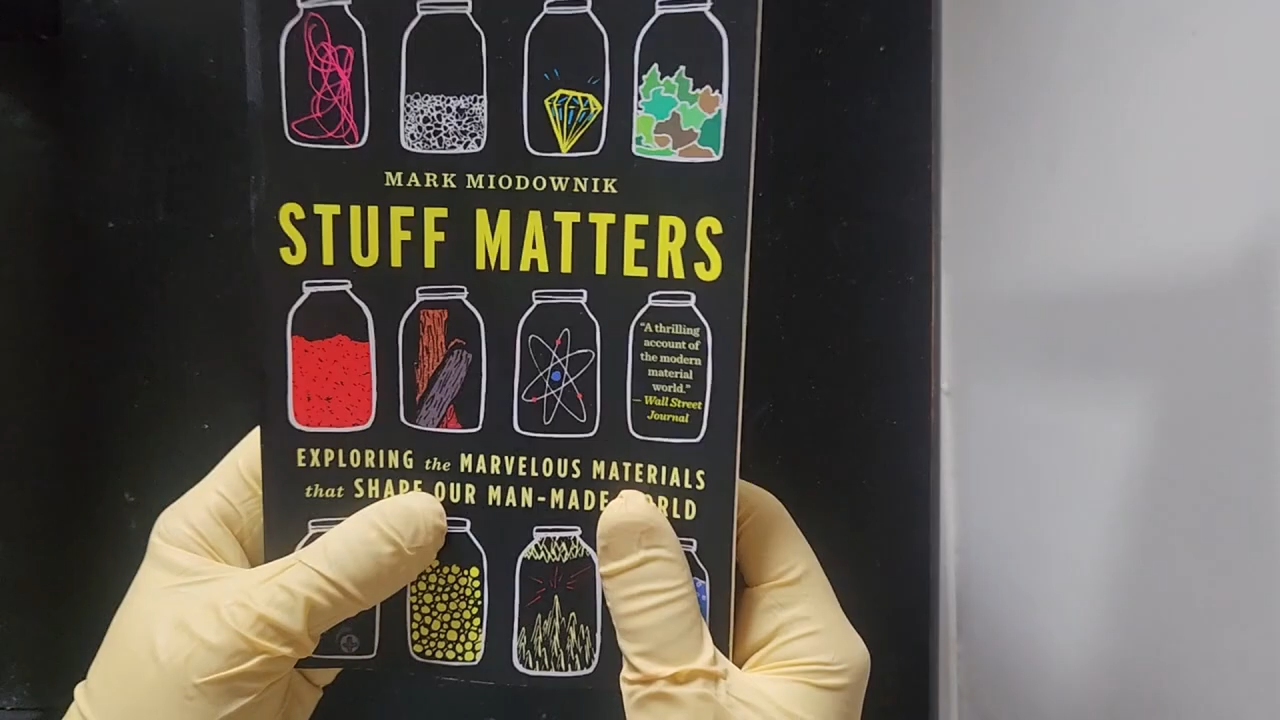 MARK MIODOWNIK
STUFF MATTERS
"A thrilling
account of
the modern
material
world."
— Wall Street
Journal
EXPLORING the MARVELOUS MATERIALS
that SHAPE OUR MAN-MADE